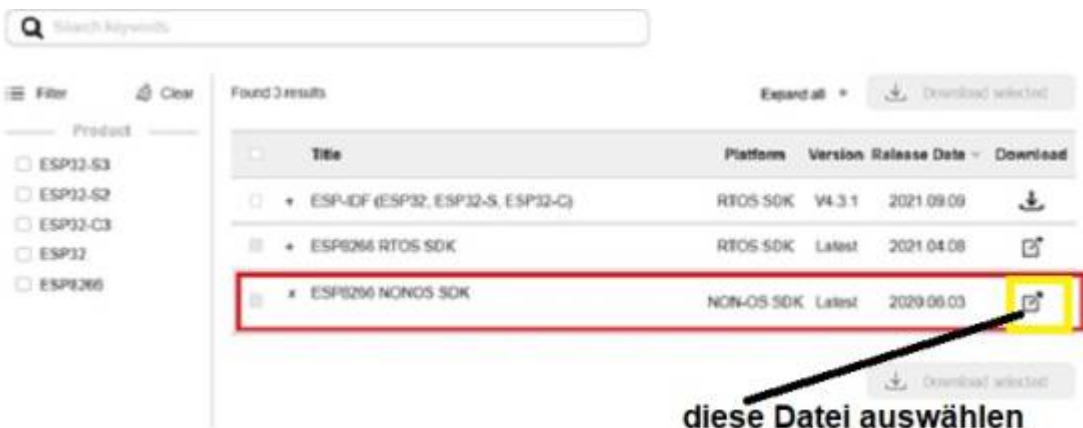 Search keywords
Filter Clear Found 3 results Expand all + Download selected
Product
Title Platform Version Release Date Download
ESP32-S3
ESP32-S2
ESP32-C3
ESP32
ESP8266
+ ESP-IDF (ESP32, ESP32-S, ESP32-C) RTOS SDK V4.3.1 2021.09.09
+ ESP8266 RTOS SDK RTOS SDK Latest 2021.04.08
x ESP8266 NONOS SDK NON-OS SDK Latest 2020.06.03
Download selected
diese Datei auswählen